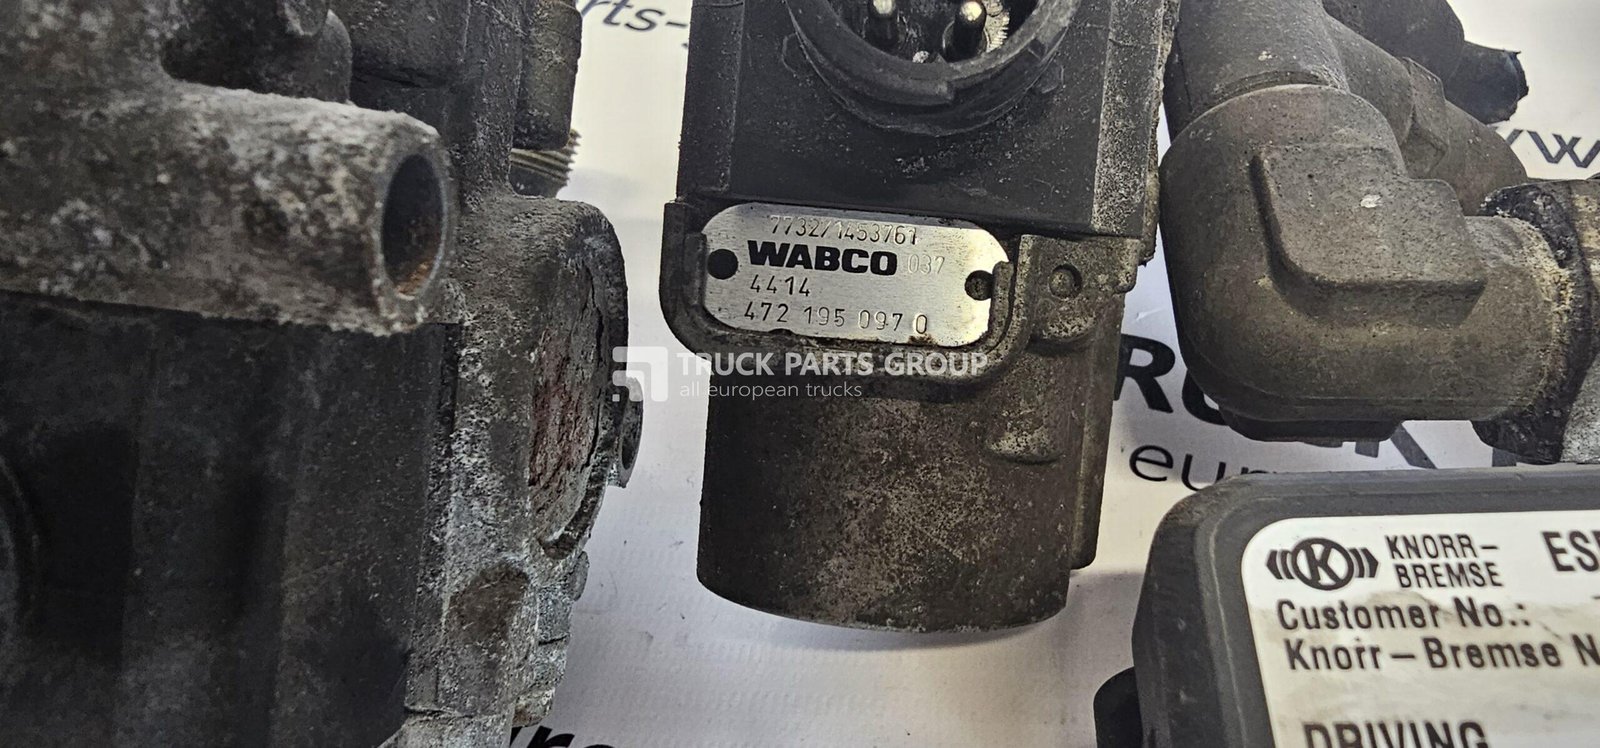 7732/1453761
WABCO 037
4414
472 195 097 0
TRUCK PARTS GROUP
all european trucks
KNORR-
BREMSE
Customer No.:
Knorr-Bremse N
DRIVING